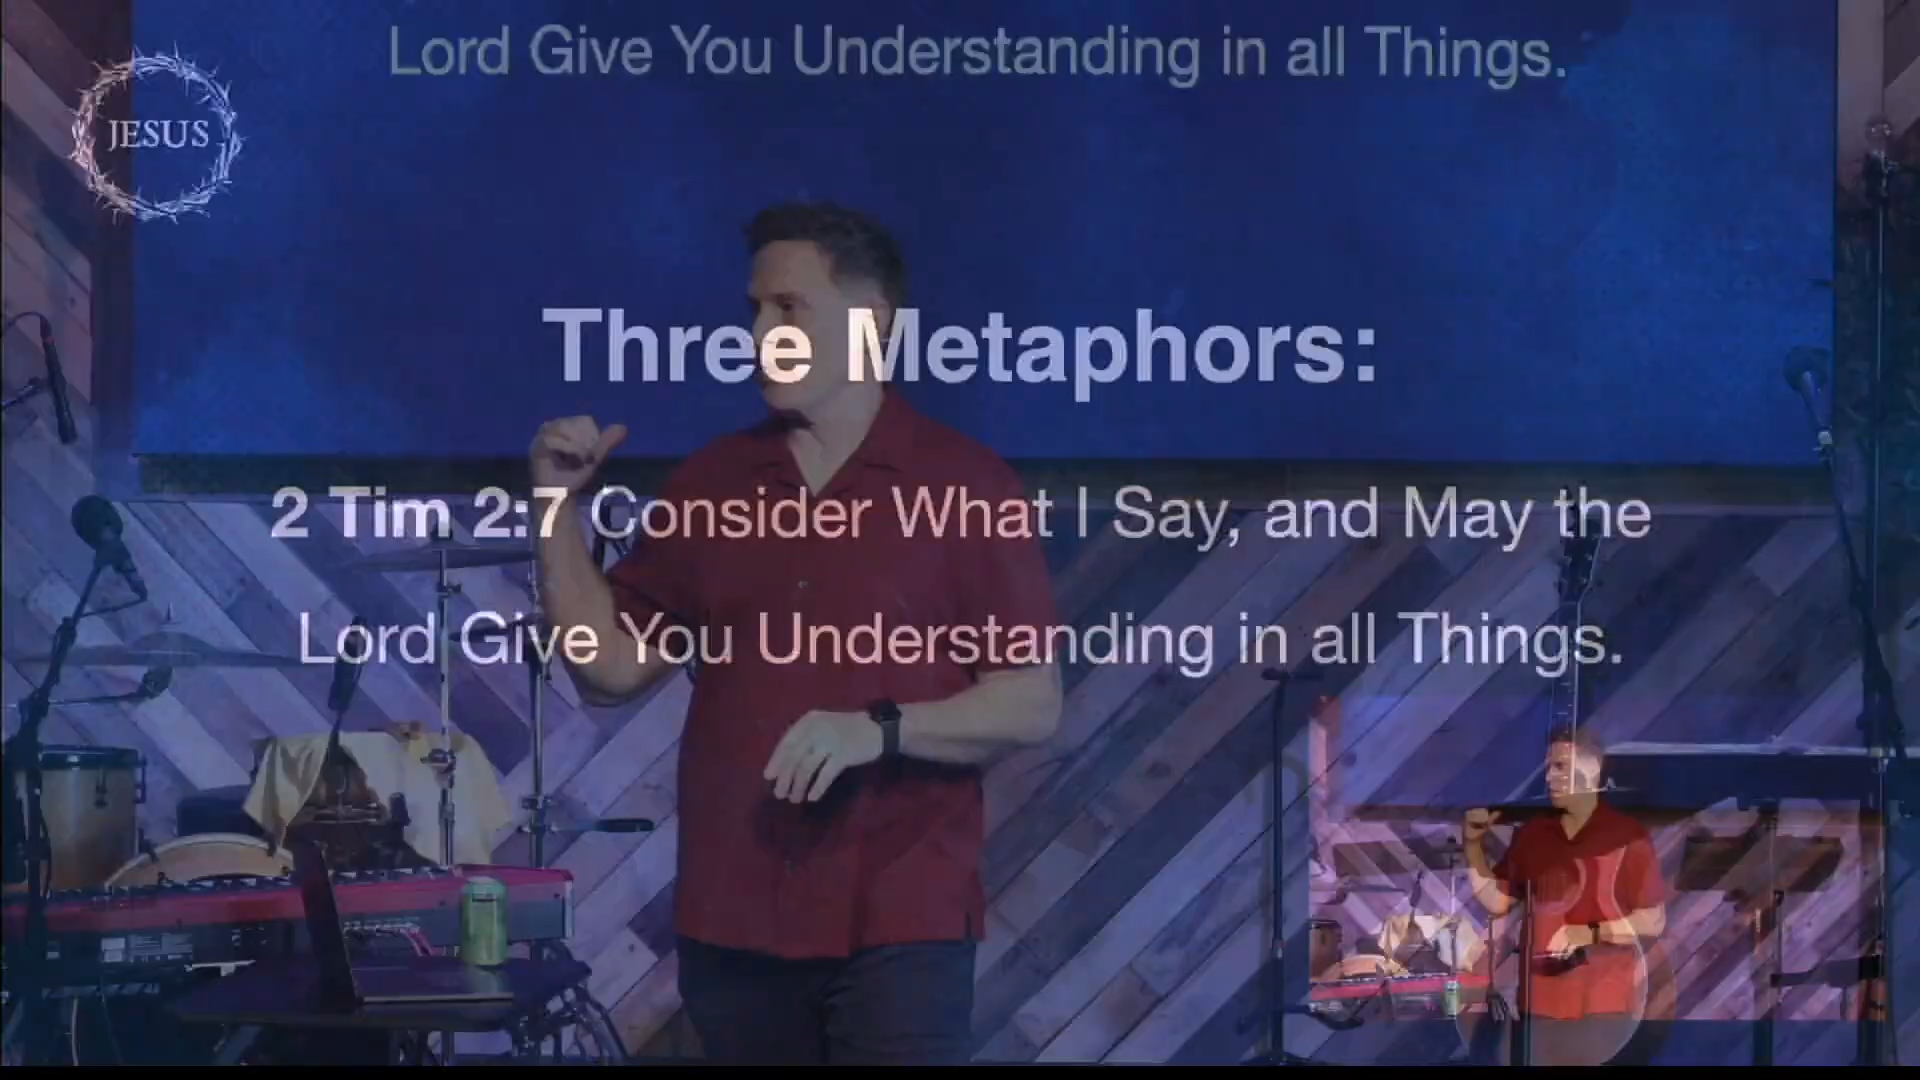 Lord Give You Understanding in all Things.
JESUS
Three Metaphors:
2 Tim 2:7 Consider What I Say, and May the
Lord Give You Understanding in all Things.